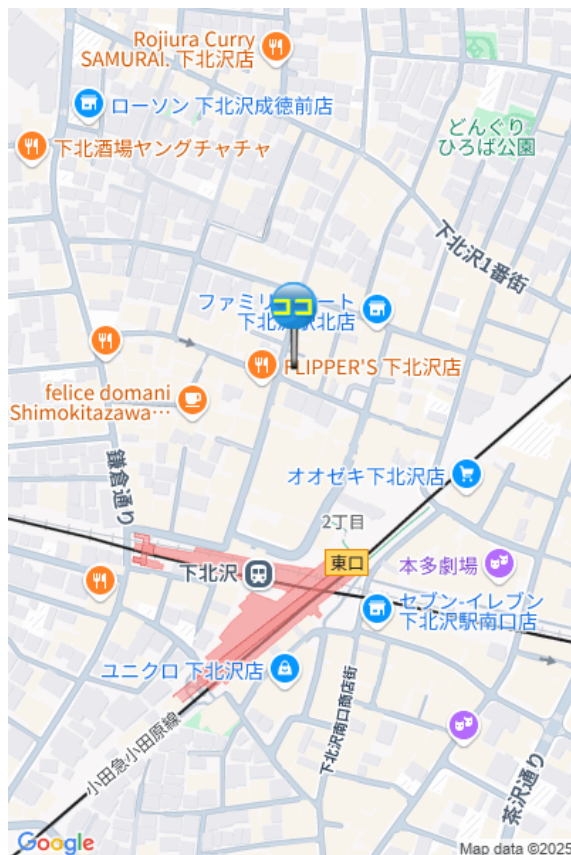 Rojiura Curry
SAMURAI. 下北沢店
ローソン 下北沢成徳前店
どんぐり
ひろば公園
下北酒場ヤングチャチャ
下北沢1番街
ココ
下北
駅北店
FLIPPER'S 下北沢店
felice domani
Shimokitazawa…
鎌倉通り
オオゼキ下北沢店
2丁目
東口
下北沢
本多劇場
セブン-イレブン
下北沢駅南口店
ユニクロ 下北沢店
小田急小田原線
下北沢南口商店街
茶沢通り
Google
Map data ©2025